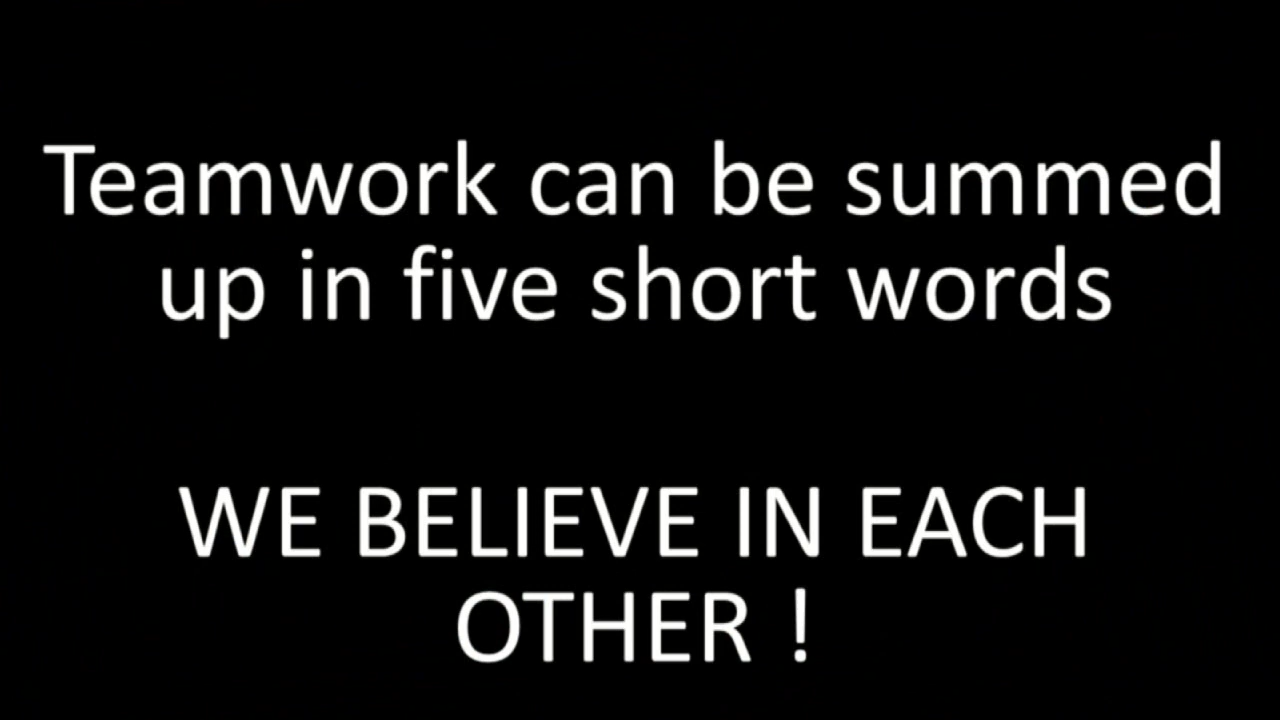 Teamwork can be summed
up in five short words
WE BELIEVE IN EACH
OTHER !